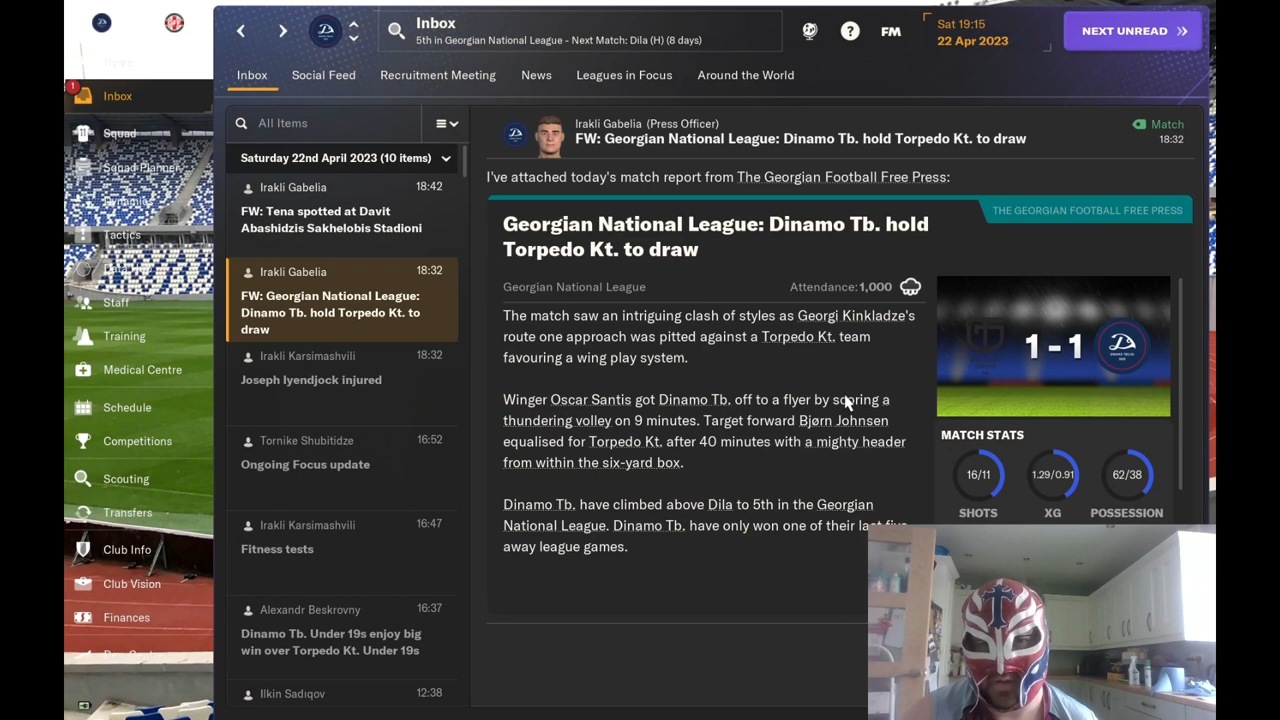 Inbox
5th in Georgian National League - Next Match: Dila (H) (8 days)
FM
Sat 19:15
22 Apr 2023
NEXT UNREAD
Inbox
Social Feed
Recruitment Meeting
News
Leagues in Focus
Around the World
1
Inbox
Squad
Squad Planner
Dynamics
Tactics
Staff
Training
Medical Centre
Schedule
Competitions
Scouting
Transfers
Club Info
Club Vision
Finances
All Items
Saturday 22nd April 2023 (10 items)
Irakli Gabelia 18:42
FW: Tena spotted at Davit
Abashidzis Sakhelobis Stadioni
Irakli Gabelia 18:32
FW: Georgian National League:
Dinamo Tb. hold Torpedo Kt. to
draw
Irakli Karsimashvili 18:32
Joseph Iyendjock injured
Tornike Shubitidze 16:52
Ongoing Focus update
Irakli Karsimashvili 16:47
Fitness tests
Alexandr Beskrovny 16:37
Dinamo Tb. Under 19s enjoy big
win over Torpedo Kt. Under 19s
Ilkin Sadıqov 12:38
Irakli Gabelia (Press Officer)
FW: Georgian National League: Dinamo Tb. hold Torpedo Kt. to draw
Match
18:32
I've attached today's match report from The Georgian Football Free Press:
THE GEORGIAN FOOTBALL FREE PRESS
Georgian National League: Dinamo Tb. hold
Torpedo Kt. to draw
Georgian National League
Attendance: 1,000
The match saw an intriguing clash of styles as Georgi Kinkladze's
route one approach was pitted against a Torpedo Kt. team
favouring a wing play system.
Winger Oscar Santis got Dinamo Tb. off to a flyer by scoring a
thundering volley on 9 minutes. Target forward Bjørn Johnsen
equalised for Torpedo Kt. after 40 minutes with a mighty header
from within the six-yard box.
Dinamo Tb. have climbed above Dila to 5th in the Georgian
National League. Dinamo Tb. have only won one of their last five
away league games.
1 - 1
MATCH STATS
16/11
1.29/0.91
62/38
SHOTS
XG
POSSESSION